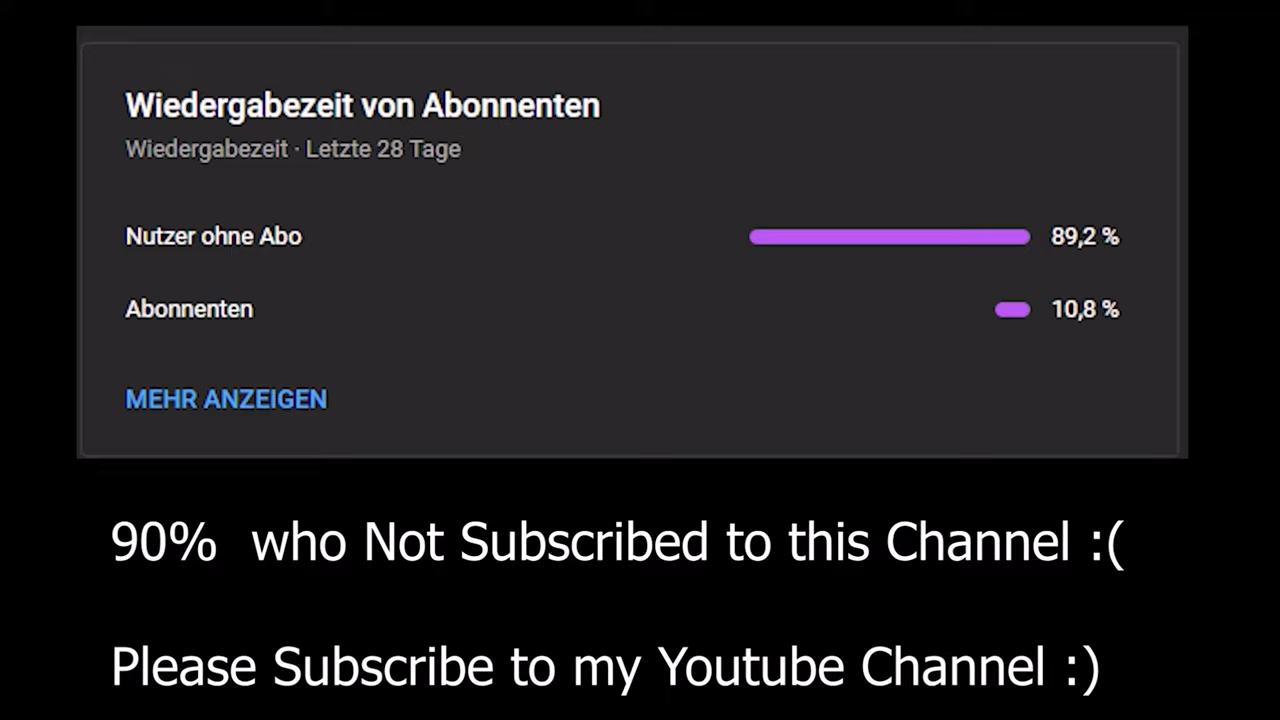 Wiedergabezeit von Abonnenten
Wiedergabezeit · Letzte 28 Tage
Nutzer ohne Abo 89,2 %
Abonnenten 10,8 %
MEHR ANZEIGEN
90% who Not Subscribed to this Channel :(
Please Subscribe to my Youtube Channel :)